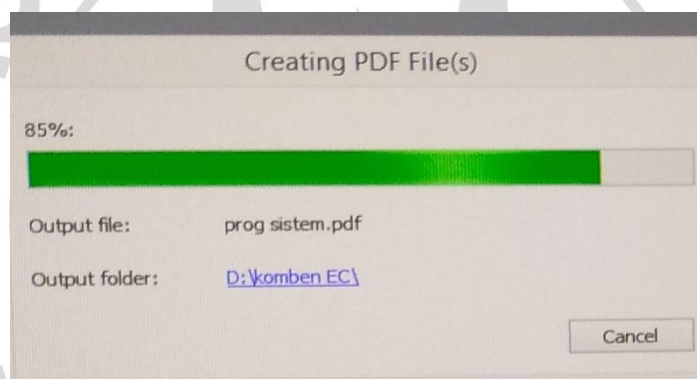 Creating PDF File(s)
85%:
Output file: prog sistem.pdf
Output folder: D:\komben EC\
Cancel